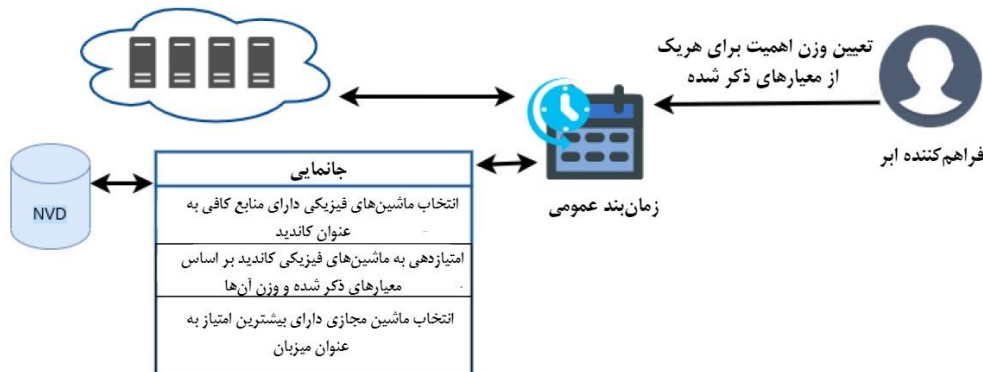 تعیین وزن اهمیت برای هریک
از معیارهای ذکر شده
فراهم‌کننده ابر
زمان‌بند عمومی
جانمایی
انتخاب ماشین‌های فیزیکی دارای منابع کافی به
عنوان کاندید
امتیازدهی به ماشین‌های فیزیکی کاندید بر اساس
معیارهای ذکر شده و وزن آن‌ها
انتخاب ماشین مجازی دارای بیشترین امتیاز به
عنوان میزبان
NVD